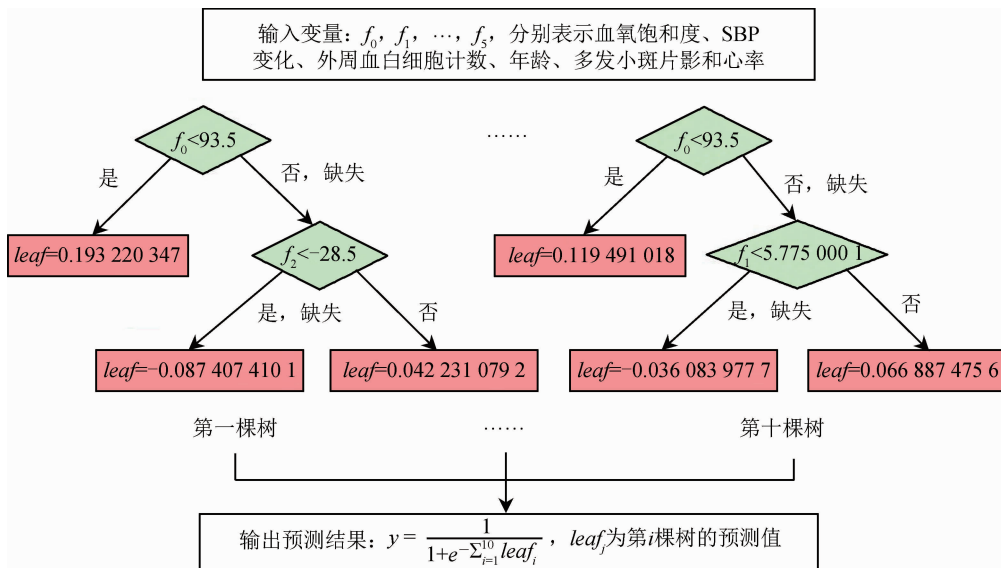 输入变量：f₀，f₁，…，f₅，分别表示血氧饱和度、SBP
变化、外周血白细胞计数、年龄、多发小斑片影和心率
f₀<93.5
……
f₀<93.5
是
否，缺失
是
否，缺失
leaf=0.193 220 347
f₂<−28.5
leaf=0.119 491 018
f₁<5.775 000 1
是，缺失
否
是，缺失
否
leaf=−0.087 407 410 1
leaf=0.042 231 079 2
leaf=−0.036 083 977 7
leaf=0.066 887 475 6
第一棵树
……
第十棵树
输出预测结果：y = 1/(1+e^(−Σ_{i=1}^{10} leaf_i))，leafⱼ为第i棵树的预测值